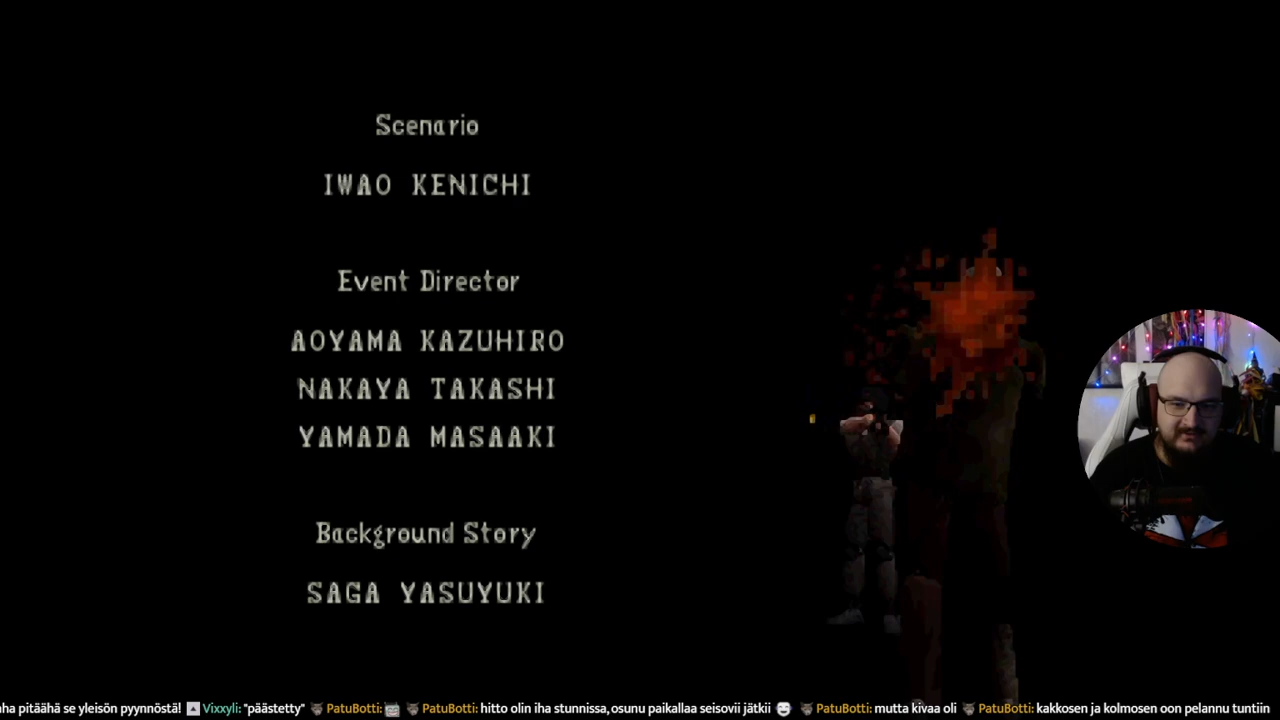 Scenario
IWAO KENICHI
Event Director
AOYAMA KAZUHIRO
NAKAYA TAKASHI
YAMADA MASAAKI
Background Story
SAGA YASUYUKI
pitäähä se yleisön pyynnöstä! Vixxyli: "päästetty" PatuBotti: PatuBotti: hitto olin iha stunnissa, osunu paikallaa seisovii jätkii PatuBotti: mutta kivaa oli PatuBotti: kakkosen ja kolmosen oon pelannu tuntiin